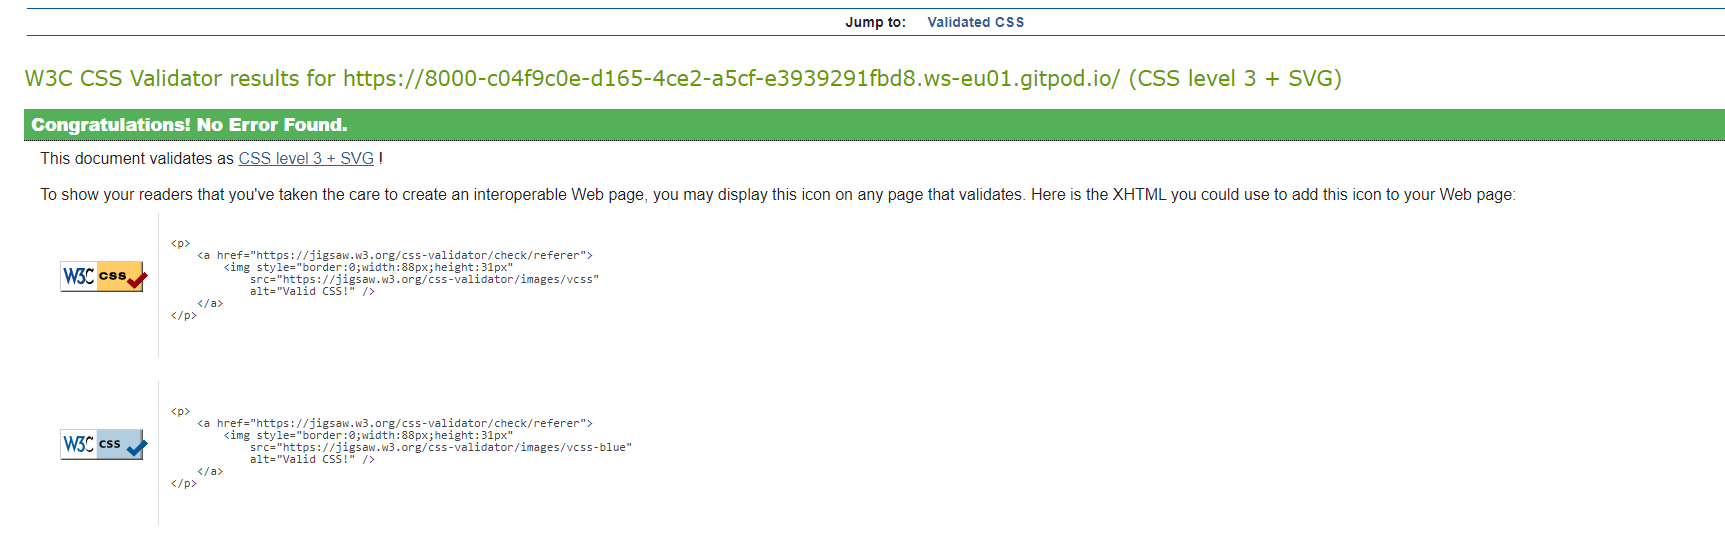 Jump to: Validated CSS
W3C CSS Validator results for https://8000-c04f9c0e-d165-4ce2-a5cf-e3939291fbd8.ws-eu01.gitpod.io/ (CSS level 3 + SVG)
Congratulations! No Error Found.
This document validates as CSS level 3 + SVG !
To show your readers that you've taken the care to create an interoperable Web page, you may display this icon on any page that validates. Here is the XHTML you could use to add this icon to your Web page:
W3C css
<p>
<a href="https://jigsaw.w3.org/css-validator/check/referer">
<img style="border:0;width:88px;height:31px"
src="https://jigsaw.w3.org/css-validator/images/vcss"
alt="Valid CSS!" />
</a>
</p>
W3C css
<p>
<a href="https://jigsaw.w3.org/css-validator/check/referer">
<img style="border:0;width:88px;height:31px"
src="https://jigsaw.w3.org/css-validator/images/vcss-blue"
alt="Valid CSS!" />
</a>
</p>